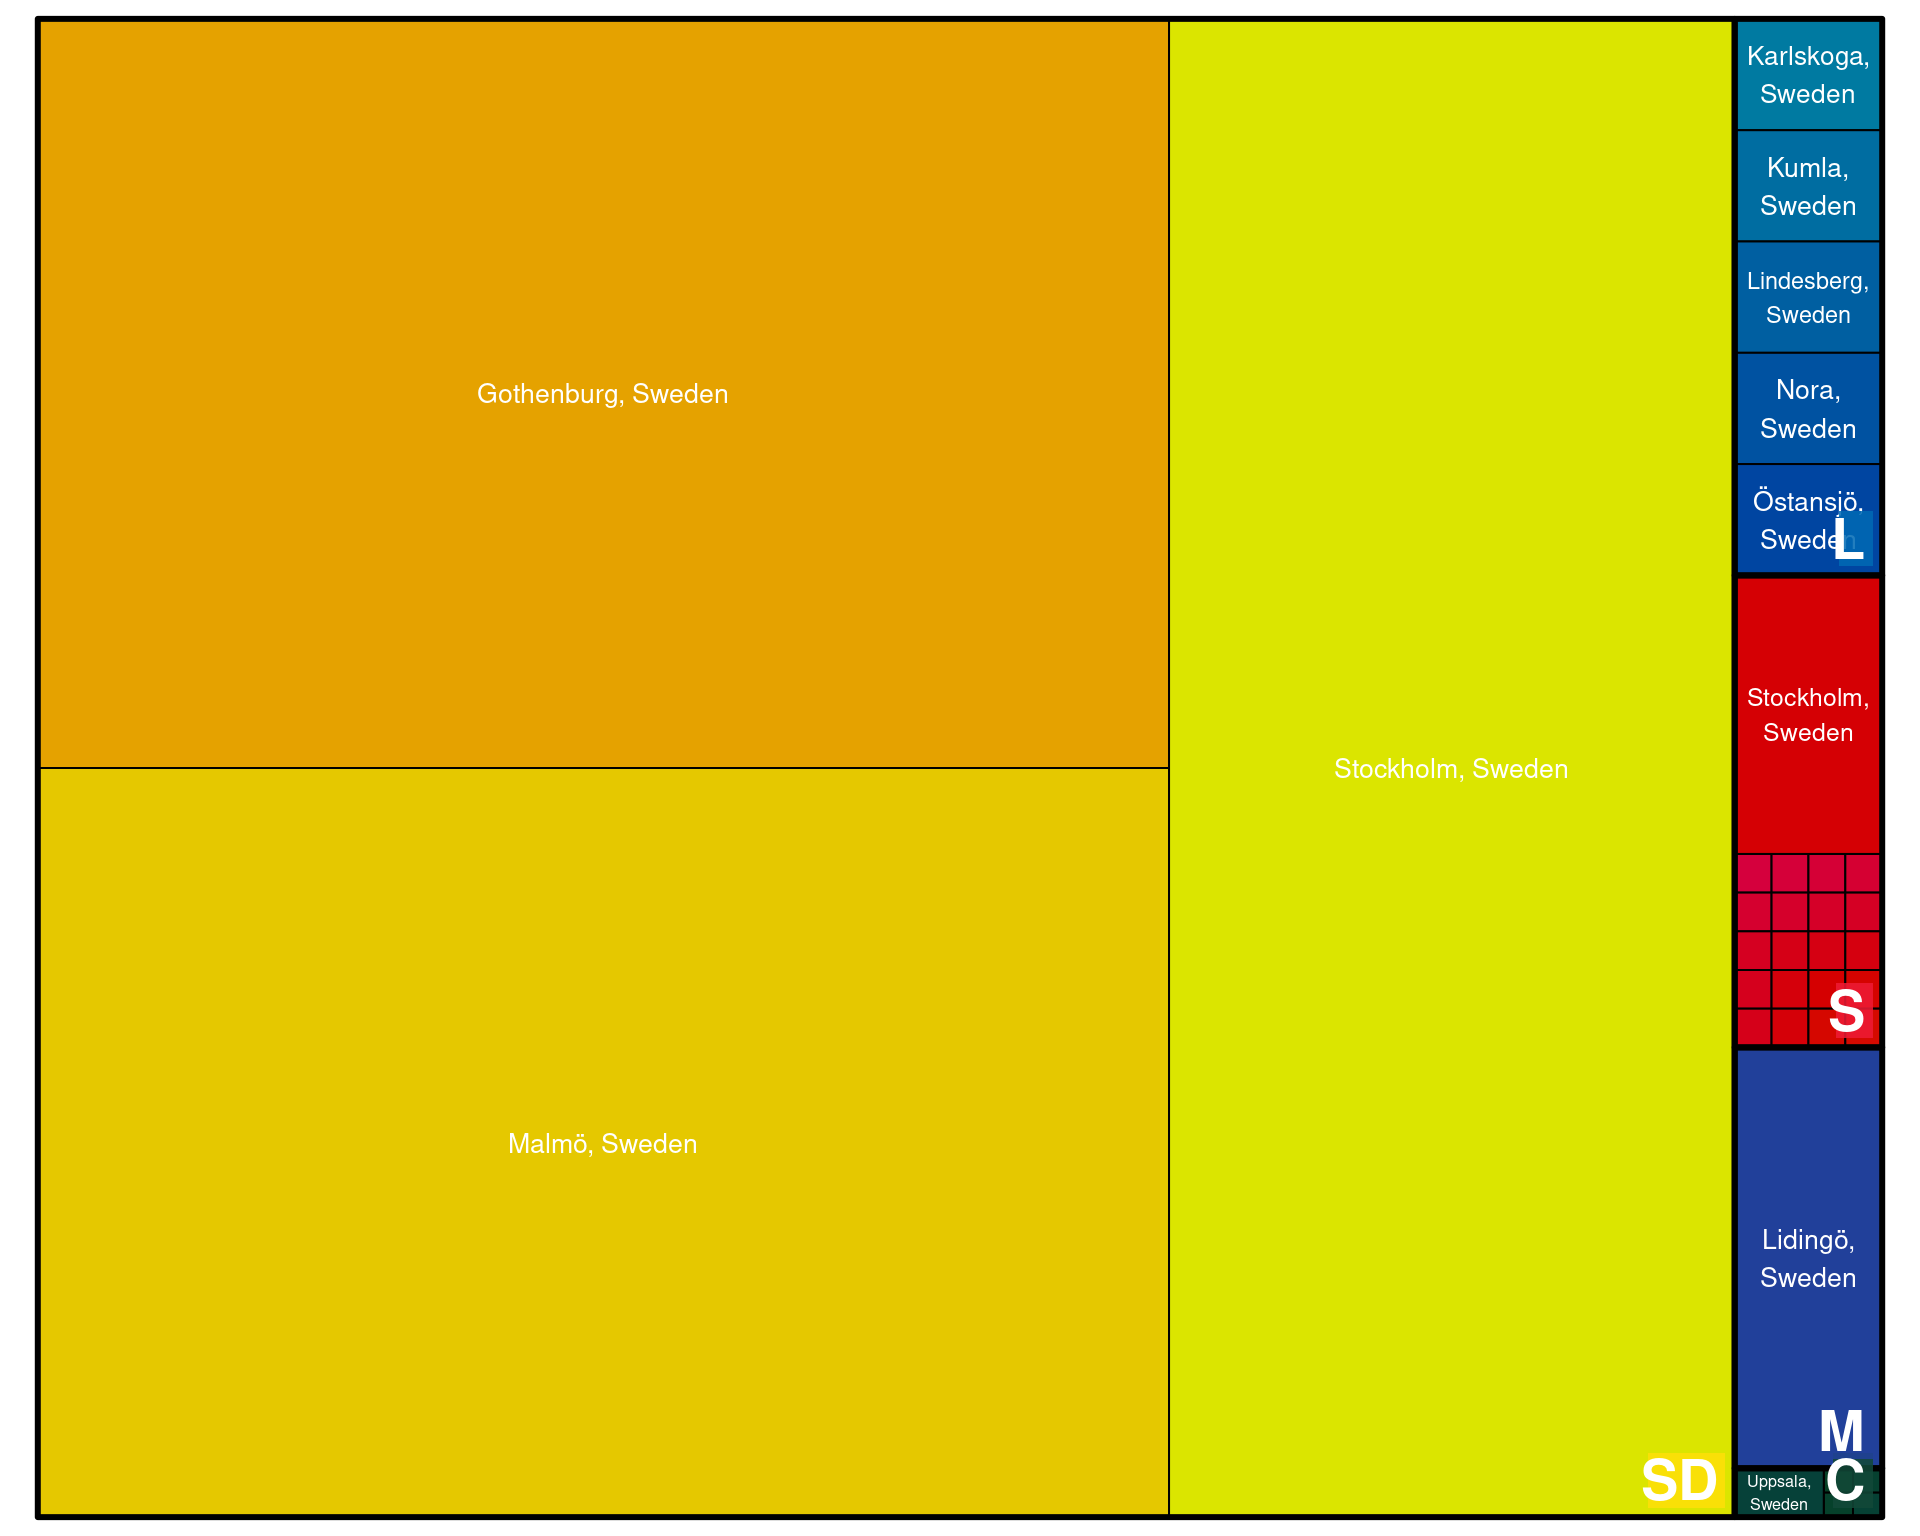 Gothenburg, Sweden
Malmö, Sweden
Stockholm, Sweden
SD
Karlskoga,
Sweden
Kumla,
Sweden
Lindesberg,
Sweden
Nora,
Sweden
Östansjö,
Sweden
L
Stockholm,
Sweden
S
Lidingö,
Sweden
M
Uppsala,
Sweden
C